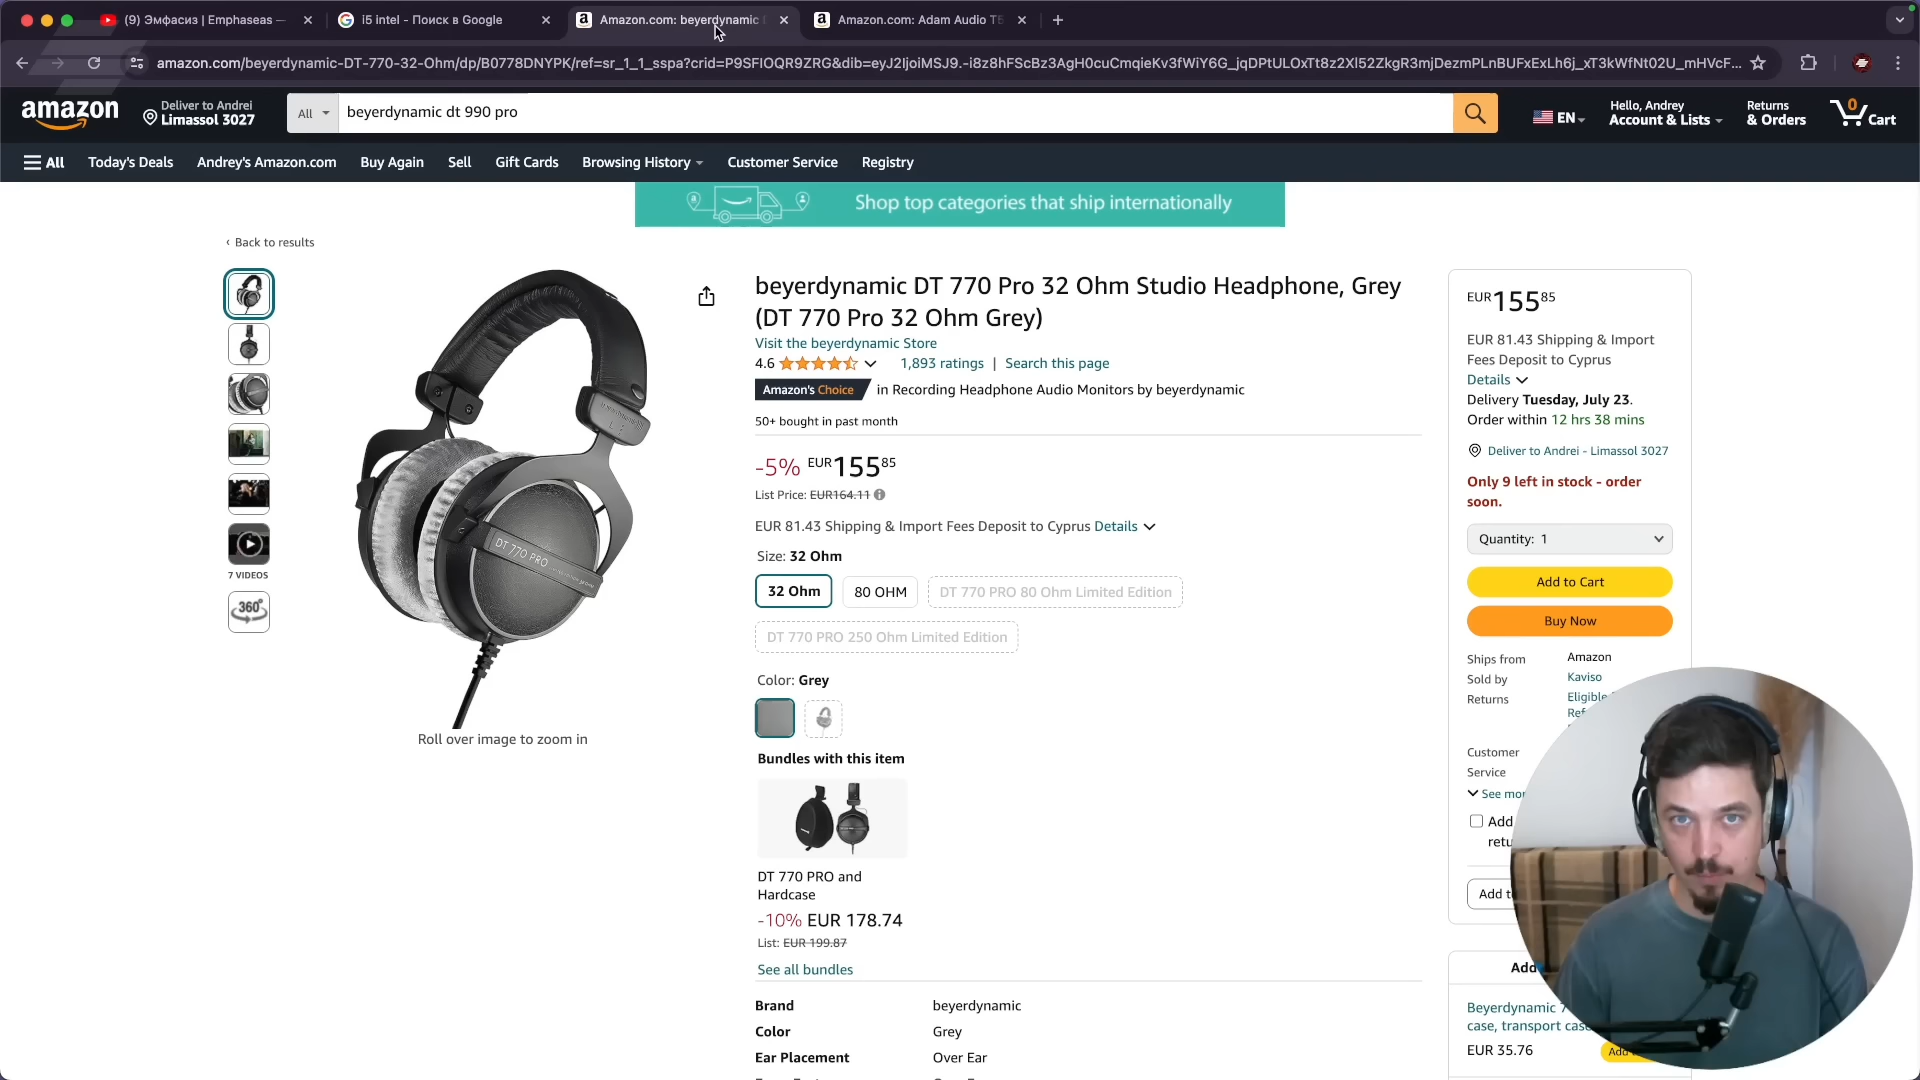 (9) Эмфасиз | Emphaseas —
i5 intel - Поиск в Google
Amazon.com: beyerdynamic
Amazon.com: Adam Audio T5
amazon.com/beyerdynamic-DT-770-32-Ohm/dp/B0778DNYPK/ref=sr_1_1_sspa?crid=P9SFIOQR9ZRG&dib=eyJ2IjoiMSJ9.-i8z8hFScBz3AgH0cuCmqieKv3fWiY6G_jqDPtULOxTt8z2Xl52ZkgR3mjDezmPLnBUFxExLh6j_xT3kWfNt02U_mHVcF...
amazon
Deliver to Andrei
Limassol 3027
All
beyerdynamic dt 990 pro
EN
Hello, Andrey
Account & Lists
Returns
& Orders
0
Cart
All
Today's Deals
Andrey's Amazon.com
Buy Again
Sell
Gift Cards
Browsing History
Customer Service
Registry
Shop top categories that ship internationally
‹ Back to results
7 VIDEOS
360°
DT 770 PRO
Roll over image to zoom in
beyerdynamic DT 770 Pro 32 Ohm Studio Headphone, Grey
(DT 770 Pro 32 Ohm Grey)
Visit the beyerdynamic Store
4.6
1,893 ratings | Search this page
Amazon's Choice in Recording Headphone Audio Monitors by beyerdynamic
50+ bought in past month
-5% EUR155 85
List Price: EUR164.11
EUR 81.43 Shipping & Import Fees Deposit to Cyprus Details
Size: 32 Ohm
32 Ohm
80 OHM
DT 770 PRO 80 Ohm Limited Edition
DT 770 PRO 250 Ohm Limited Edition
Color: Grey
Bundles with this item
DT 770 PRO and
Hardcase
-10% EUR 178.74
List: EUR 199.87
See all bundles
Brand beyerdynamic
Color Grey
Ear Placement Over Ear
EUR155 85
EUR 81.43 Shipping & Import
Fees Deposit to Cyprus
Details
Delivery Tuesday, July 23.
Order within 12 hrs 38 mins
Deliver to Andrei - Limassol 3027
Only 9 left in stock - order
soon.
Quantity: 1
Add to Cart
Buy Now
Ships from Amazon
Sold by Kaviso
Returns Eligible
Customer
Service
See
Add
Add
Add
Beyerdynamic
case, transport
EUR 35.76
Add